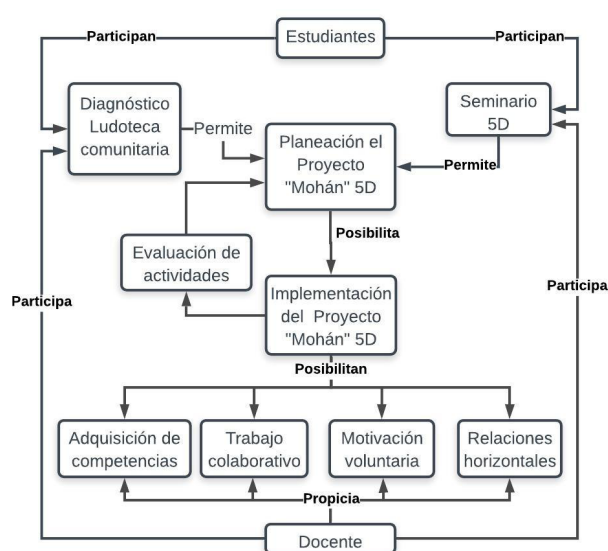 Participan
Estudiantes
Participan
Diagnóstico
Ludoteca
comunitaria
Permite
Seminario
5D
Planeación el
Proyecto
"Mohán" 5D
Permite
Posibilita
Evaluación de
actividades
Participa
Participa
Implementación
del Proyecto
"Mohán" 5D
Posibilitan
Adquisición de
competencias
Trabajo
colaborativo
Motivación
voluntaria
Relaciones
horizontales
Propicia
Docente